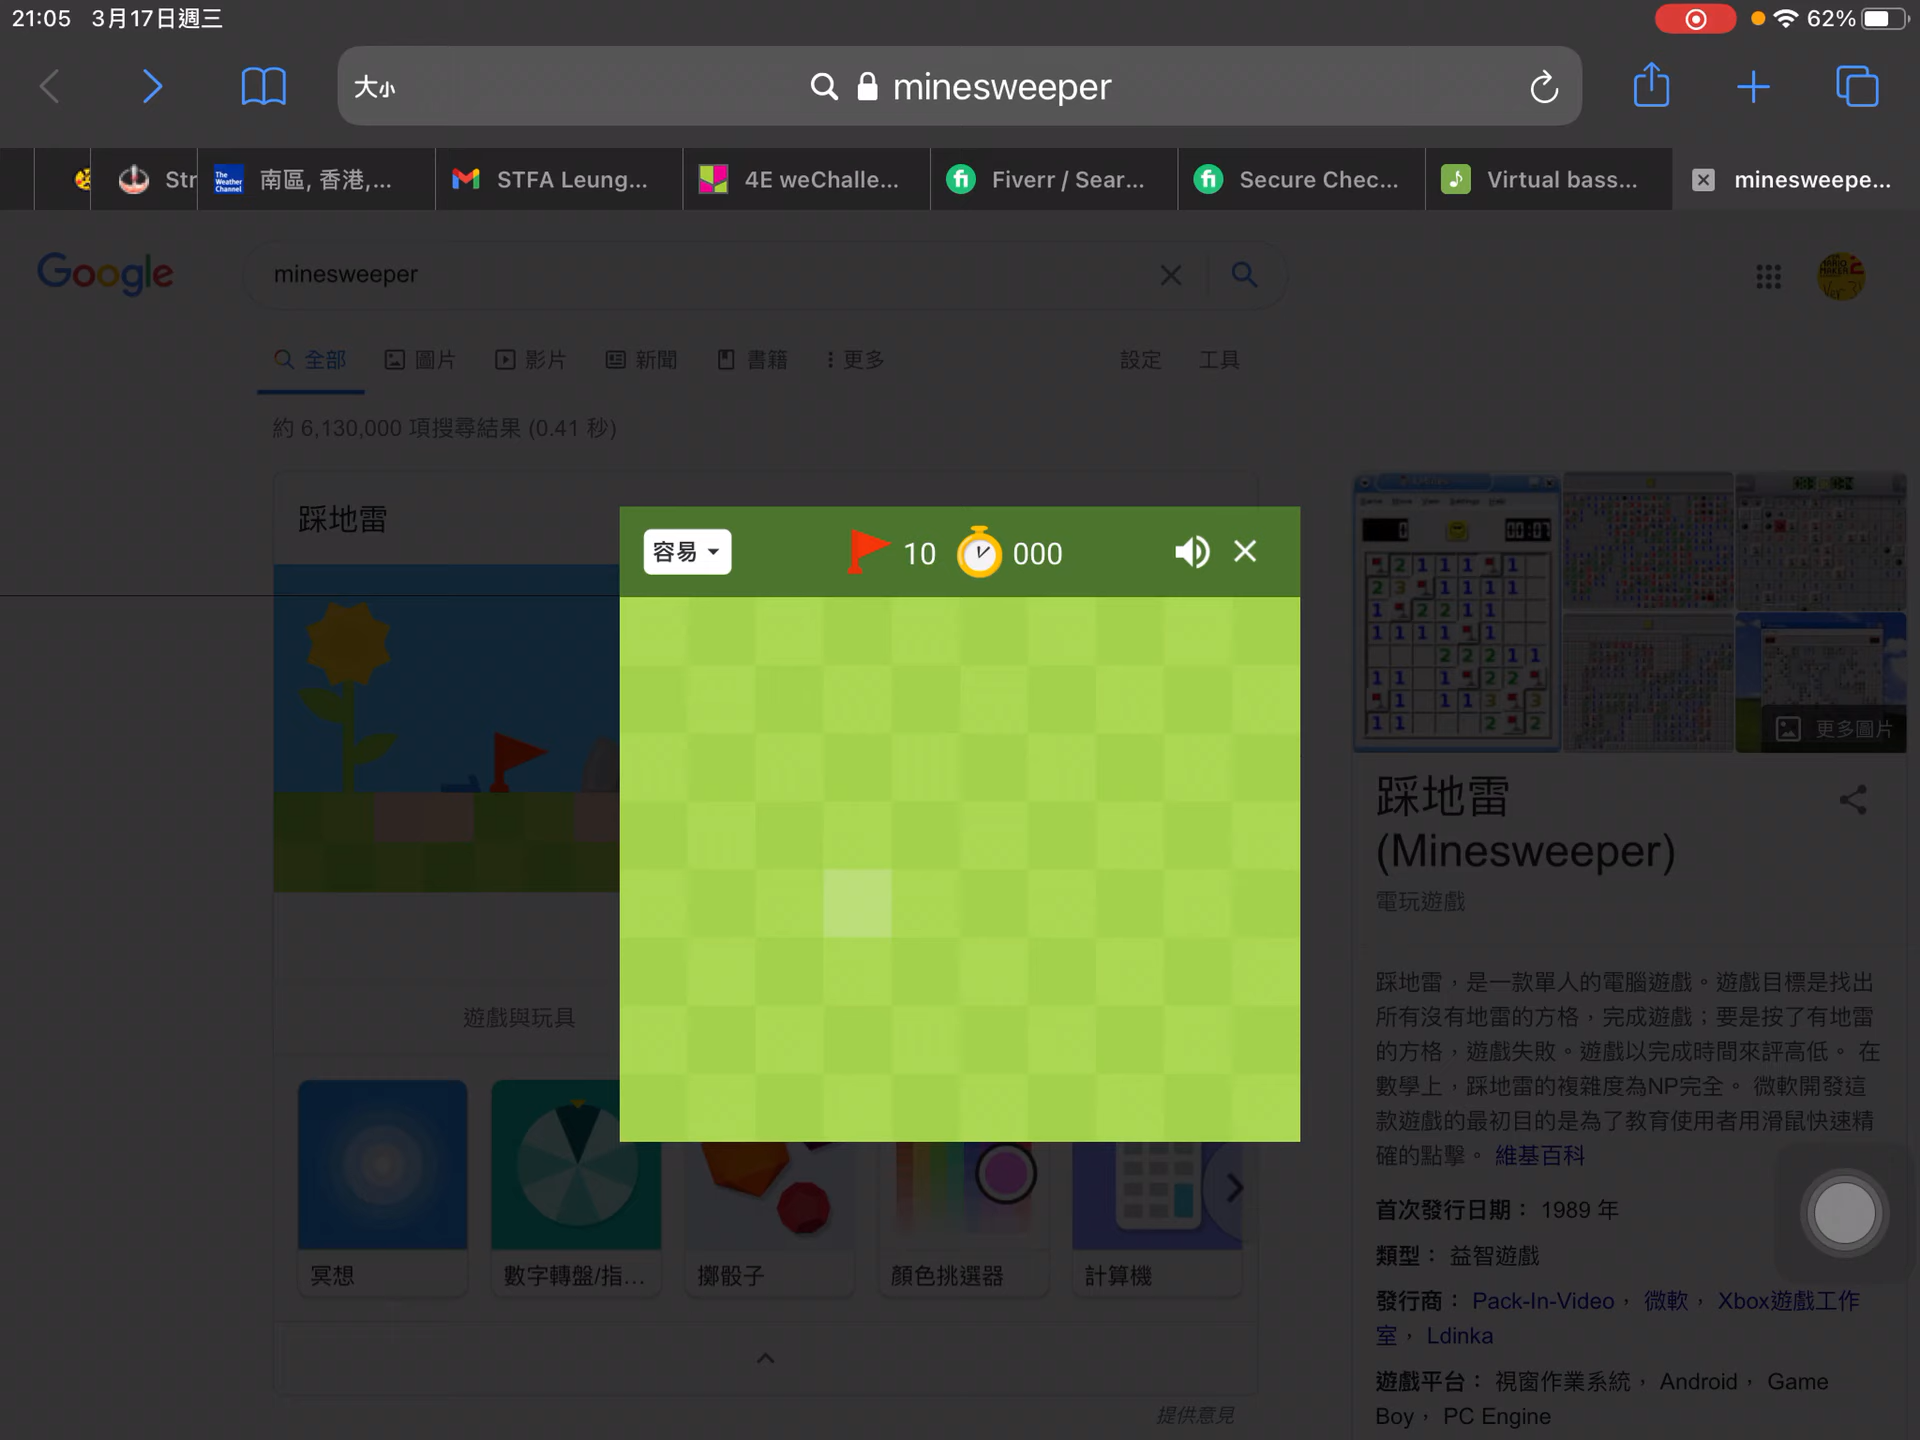 21:05 3月17日週三
62%
大小
minesweeper
Str
The Weather Channel
南區, 香港,...
STFA Leung...
4E weChalle...
Fiverr / Sear...
Secure Chec...
Virtual bass...
minesweepe...
Google
minesweeper
全部
圖片
影片
新聞
書籍
更多
設定
工具
約 6,130,000 項搜尋結果 (0.41 秒)
踩地雷
容易
10
000
更多圖片
踩地雷
(Minesweeper)
電玩遊戲
踩地雷，是一款單人的電腦遊戲。遊戲目標是找出
所有沒有地雷的方格，完成遊戲；要是按了有地雷
的方格，遊戲失敗。遊戲以完成時間來評高低。 在
數學上，踩地雷的複雜度為NP完全。 微軟開發這
款遊戲的最初目的是為了教育使用者用滑鼠快速精
確的點擊。 維基百科
首次發行日期： 1989 年
類型： 益智遊戲
發行商： Pack-In-Video， 微軟， Xbox遊戲工作
室， Ldinka
遊戲平台： 視窗作業系統， Android， Game
Boy， PC Engine
遊戲與玩具
冥想
數字轉盤/指...
擲骰子
顏色挑選器
計算機
提供意見